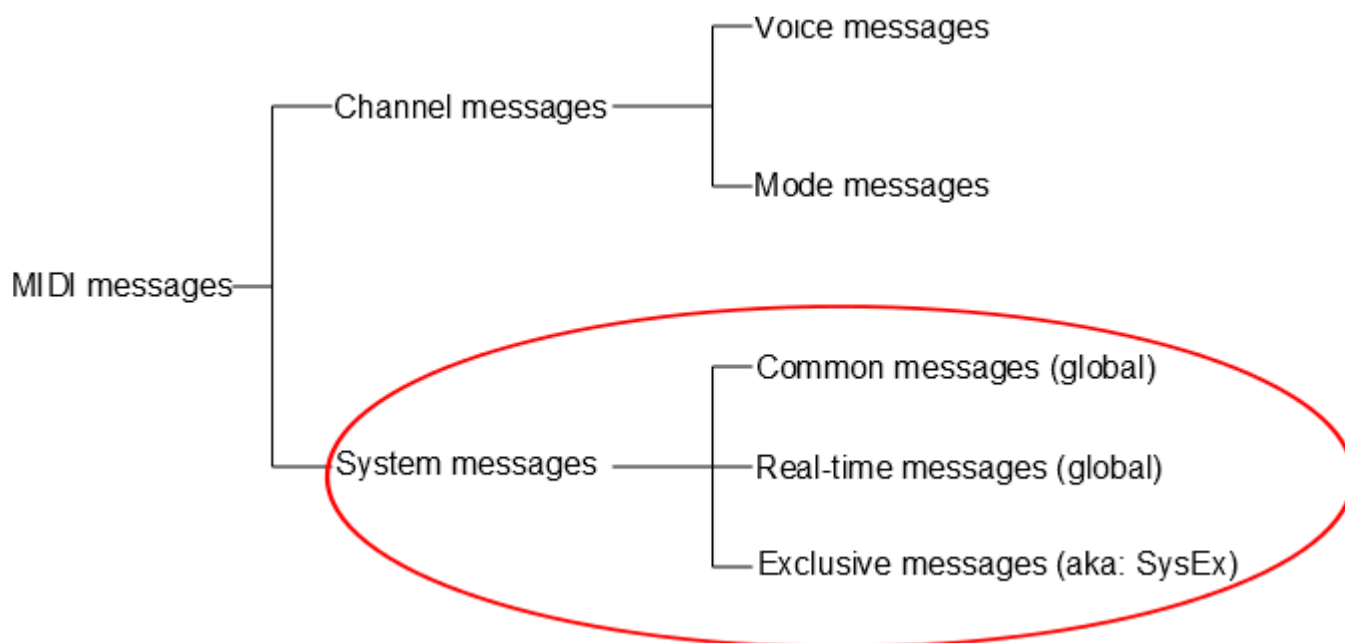 Voice messages
Channel messages
Mode messages
MIDI messages
Common messages (global)
System messages
Real-time messages (global)
Exclusive messages (aka: SysEx)